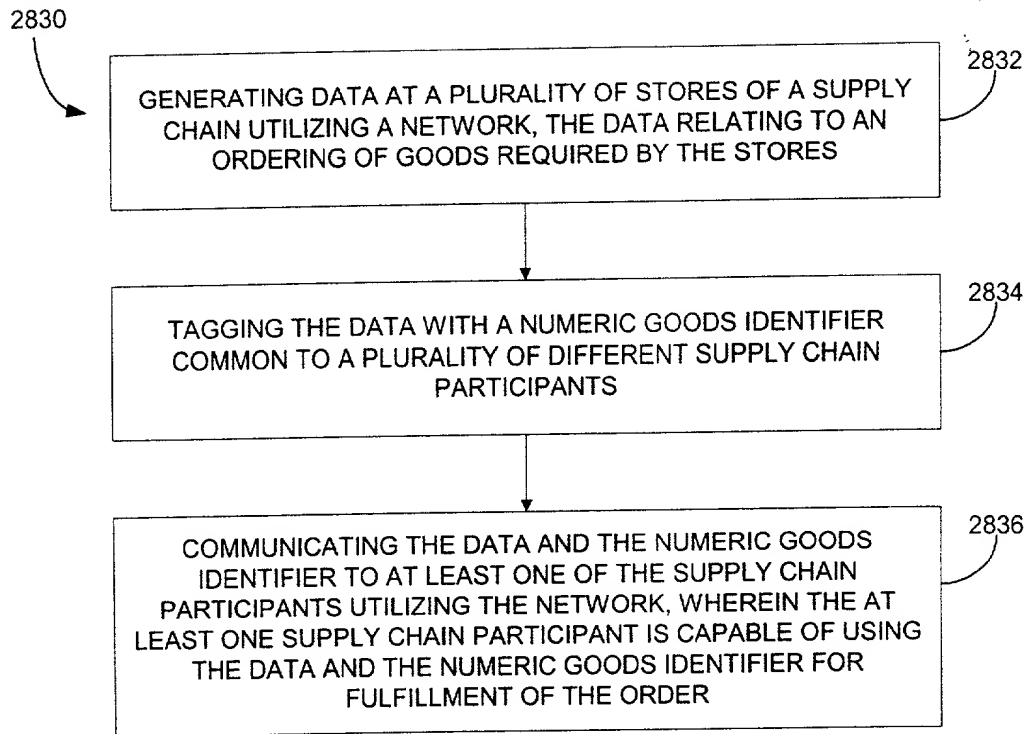 2830
2832
GENERATING DATA AT A PLURALITY OF STORES OF A SUPPLY
CHAIN UTILIZING A NETWORK, THE DATA RELATING TO AN
ORDERING OF GOODS REQUIRED BY THE STORES
2834
TAGGING THE DATA WITH A NUMERIC GOODS IDENTIFIER
COMMON TO A PLURALITY OF DIFFERENT SUPPLY CHAIN
PARTICIPANTS
2836
COMMUNICATING THE DATA AND THE NUMERIC GOODS
IDENTIFIER TO AT LEAST ONE OF THE SUPPLY CHAIN
PARTICIPANTS UTILIZING THE NETWORK, WHEREIN THE AT
LEAST ONE SUPPLY CHAIN PARTICIPANT IS CAPABLE OF USING
THE DATA AND THE NUMERIC GOODS IDENTIFIER FOR
FULFILLMENT OF THE ORDER